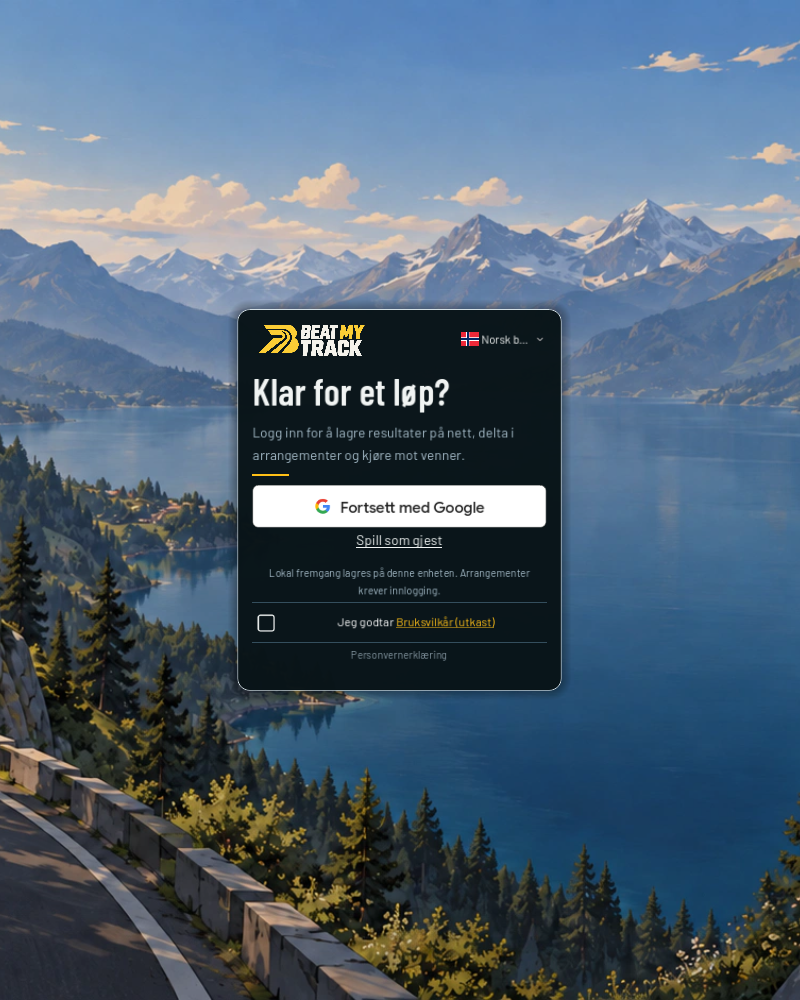 BEAT MY
TRACK
Norsk b...
Klar for et løp?
Logg inn for å lagre resultater på nett, delta i
arrangementer og kjøre mot venner.
Fortsett med Google
Spill som gjest
Lokal fremgang lagres på denne enheten. Arrangementer
krever innlogging.
Jeg godtar Bruksvilkår (utkast)
Personvernerklæring